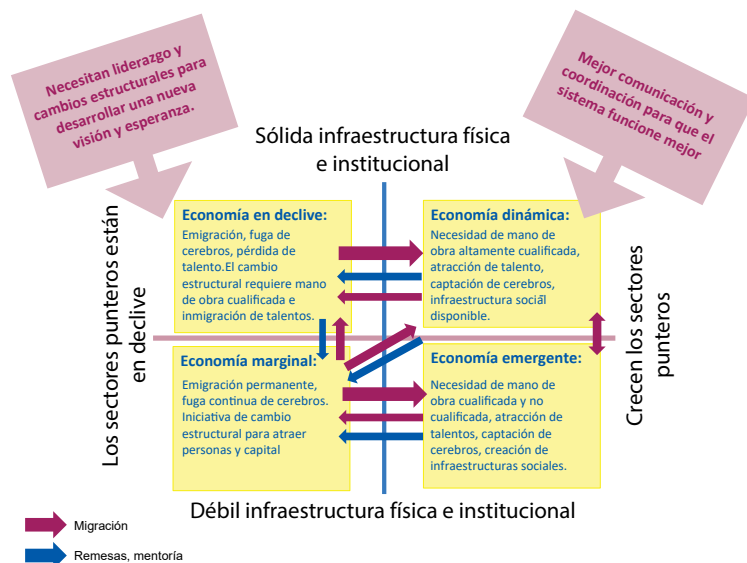 Necesitan liderazgo y
cambios estructurales para
desarrollar una nueva
visión y esperanza.
Mejor comunicación y
coordinación para que el
sistema funcione mejor
Sólida infraestructura física
e institucional
Los sectores punteros están
en declive
Economía en declive:
Emigración, fuga de
cerebros, pérdida de
talento.El cambio
estructural requiere mano
de obra cualificada e
inmigración de talentos.
Economía dinámica:
Necesidad de mano de
obra altamente cualificada,
atracción de talento,
captación de cerebros,
infraestructura social
disponible.
Crecen los sectores
punteros
Economía marginal:
Emigración permanente,
fuga continua de cerebros.
Iniciativa de cambio
estructural para atraer
personas y capital
Economía emergente:
Necesidad de mano de
obra cualificada y no
cualificada, atracción de
talentos, captación de
cerebros, creación de
infraestructuras sociales.
Débil infraestructura física e institucional
Migración
Remesas, mentoría